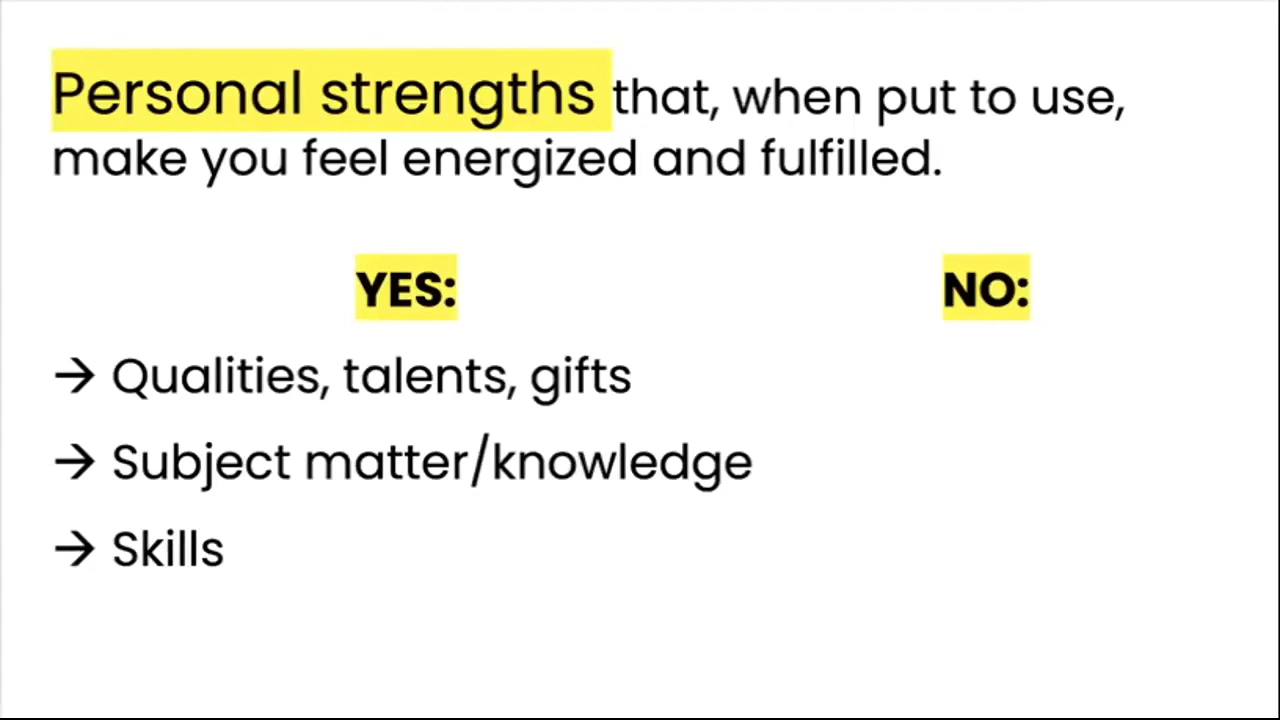 Personal strengths that, when put to use,
make you feel energized and fulfilled.
YES:
NO:
→ Qualities, talents, gifts
→ Subject matter/knowledge
→ Skills